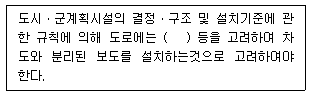 도시·군계획시설의 결정·구조 및 설치기준에 관
한 규칙에 의해 도로에는 (   ) 등을 고려하여 차
도와 분리된 보도를 설치하는것으로 고려하여야
한다.